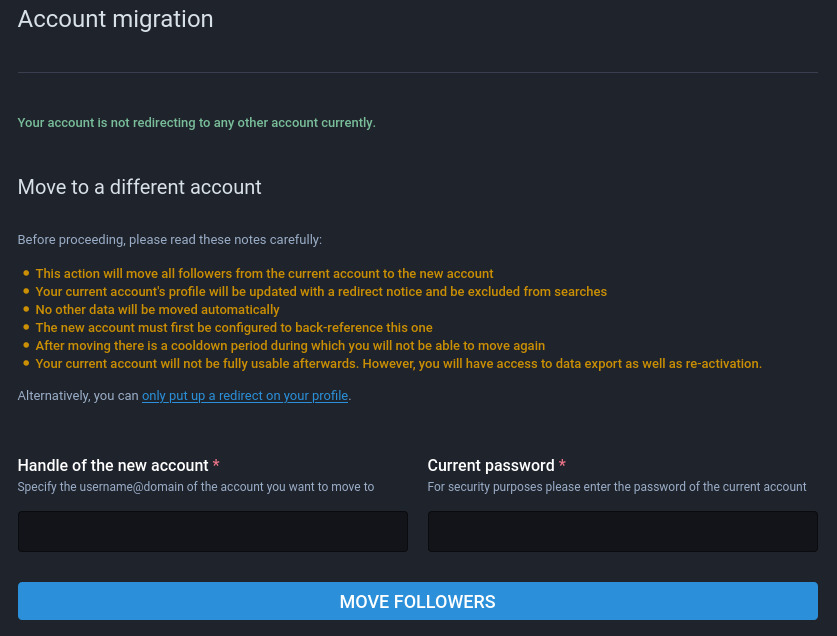 Account migration
Your account is not redirecting to any other account currently.
Move to a different account
Before proceeding, please read these notes carefully:
• This action will move all followers from the current account to the new account
• Your current account's profile will be updated with a redirect notice and be excluded from searches
• No other data will be moved automatically
• The new account must first be configured to back-reference this one
• After moving there is a cooldown period during which you will not be able to move again
• Your current account will not be fully usable afterwards. However, you will have access to data export as well as re-activation.
Alternatively, you can only put up a redirect on your profile.
Handle of the new account *
Specify the username@domain of the account you want to move to
Current password *
For security purposes please enter the password of the current account
MOVE FOLLOWERS